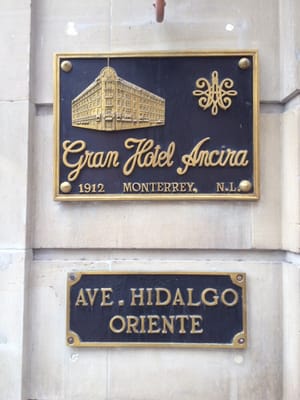 Gran Hotel Ancira
1912 MONTERREY, N.L.
AVE. HIDALGO
ORIENTE